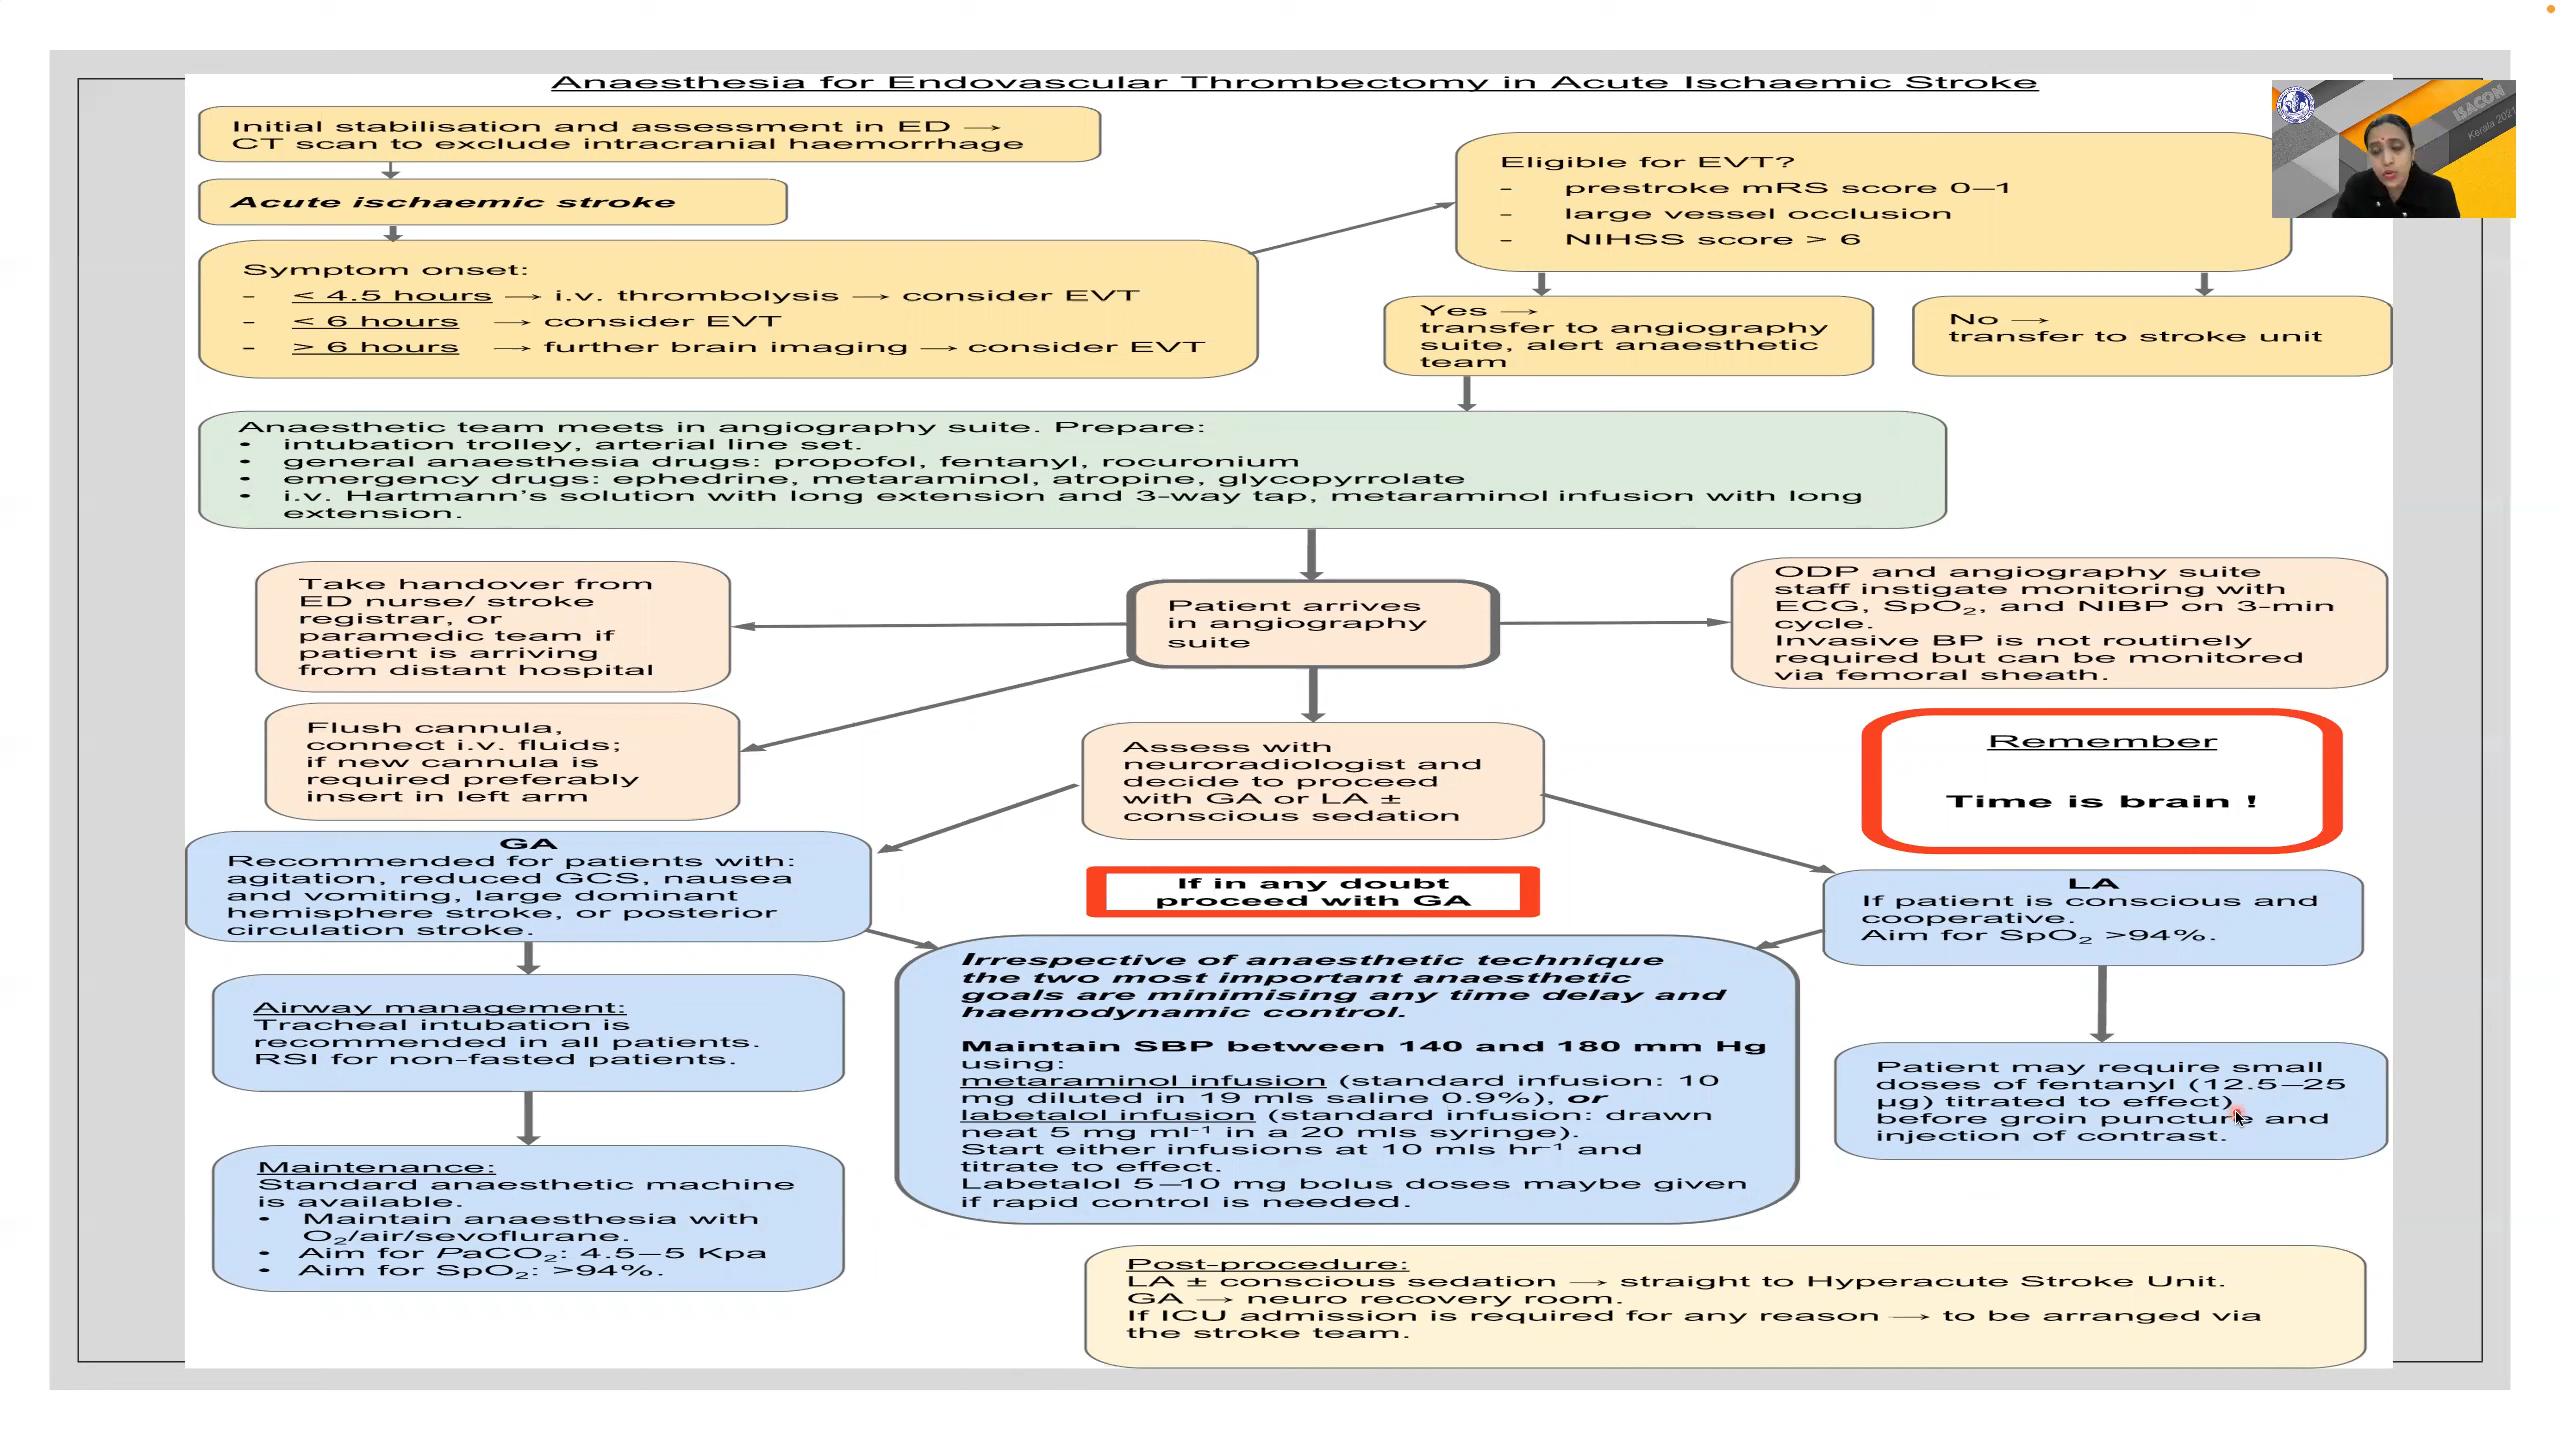 Anaesthesia for Endovascular Thrombectomy in Acute Ischaemic Stroke
Initial stabilisation and assessment in ED →
CT scan to exclude intracranial haemorrhage
Acute ischaemic stroke
Symptom onset:
- < 4.5 hours → i.v. thrombolysis → consider EVT
- < 6 hours → consider EVT
- > 6 hours → further brain imaging → consider EVT
Eligible for EVT?
- prestroke mRS score 0–1
- large vessel occlusion
- NIHSS score > 6
Yes →
transfer to angiography
suite, alert anaesthetic
team
No →
transfer to stroke unit
ISACON
Kerala 2021
Anaesthetic team meets in angiography suite. Prepare:
• intubation trolley, arterial line set.
• general anaesthesia drugs: propofol, fentanyl, rocuronium
• emergency drugs: ephedrine, metaraminol, atropine, glycopyrrolate
• i.v. Hartmann's solution with long extension and 3-way tap, metaraminol infusion with long
extension.
Take handover from
ED nurse/ stroke
registrar, or
paramedic team if
patient is arriving
from distant hospital
Patient arrives
in angiography
suite
ODP and angiography suite
staff instigate monitoring with
ECG, SpO₂, and NIBP on 3-min
cycle.
Invasive BP is not routinely
required but can be monitored
via femoral sheath.
Flush cannula,
connect i.v. fluids;
if new cannula is
required preferably
insert in left arm
Assess with
neuroradiologist and
decide to proceed
with GA or LA ±
conscious sedation
Remember
Time is brain !
GA
Recommended for patients with:
agitation, reduced GCS, nausea
and vomiting, large dominant
hemisphere stroke, or posterior
circulation stroke.
If in any doubt
proceed with GA
LA
If patient is conscious and
cooperative.
Aim for SpO₂ >94%.
Airway management:
Tracheal intubation is
recommended in all patients.
RSI for non-fasted patients.
Irrespective of anaesthetic technique
the two most important anaesthetic
goals are minimising any time delay and
haemodynamic control.
Maintain SBP between 140 and 180 mm Hg
using:
metaraminol infusion (standard infusion: 10
mg diluted in 19 mls saline 0.9%), or
labetalol infusion (standard infusion: drawn
neat 5 mg ml⁻¹ in a 20 mls syringe).
Start either infusions at 10 mls hr⁻¹ and
titrate to effect.
Labetalol 5–10 mg bolus doses maybe given
if rapid control is needed.
Patient may require small
doses of fentanyl (12.5–25
µg) titrated to effect)
before groin puncture and
injection of contrast.
Maintenance:
Standard anaesthetic machine
is available.
• Maintain anaesthesia with
O₂/air/sevoflurane.
• Aim for PaCO₂: 4.5–5 Kpa
• Aim for SpO₂: >94%.
Post-procedure:
LA ± conscious sedation → straight to Hyperacute Stroke Unit.
GA → neuro recovery room.
If ICU admission is required for any reason → to be arranged via
the stroke team.